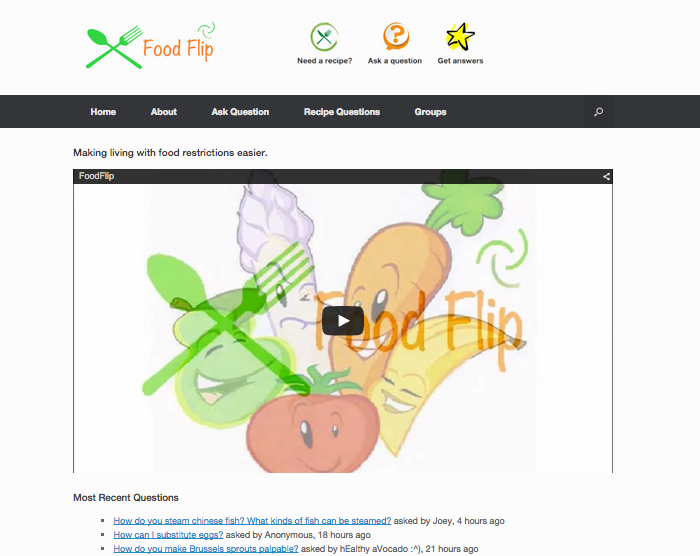 Food Flip
Need a recipe?
Ask a question
Get answers
Home
About
Ask Question
Recipe Questions
Groups
Making living with food restrictions easier.
FoodFlip
Food Flip
Most Recent Questions
How do you steam chinese fish? What kinds of fish can be steamed? asked by Joey, 4 hours ago
How can I substitute eggs? asked by Anonymous, 18 hours ago
How do you make Brussels sprouts palpable? asked by hEalthy aVocado :^), 21 hours ago